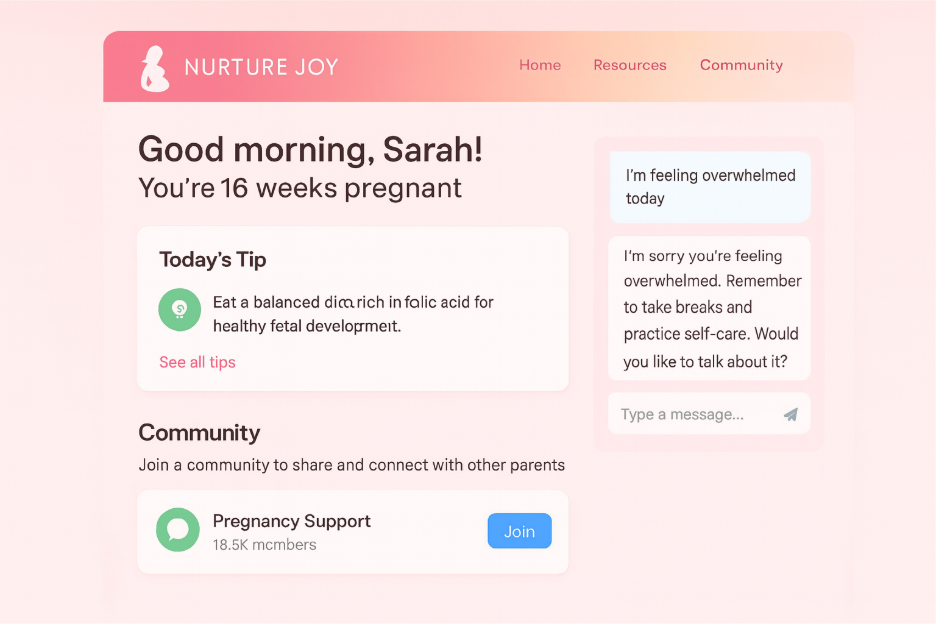 NURTURE JOY
Home
Resources
Community
Good morning, Sarah!
You're 16 weeks pregnant
Today's Tip
Eat a balanced dica, rich in folic acid for
healthy fetal developrmeit.
See all tips
Community
Join a community to share and connect with other parents
Pregnancy Support
18.5K mcmbers
Join
I'm feeling overwhelmed
today
I'm sorry you're feeling
overwhelmed. Remember
to take breaks and
practice self-care. Would
you like to talk about it?
Type a message...